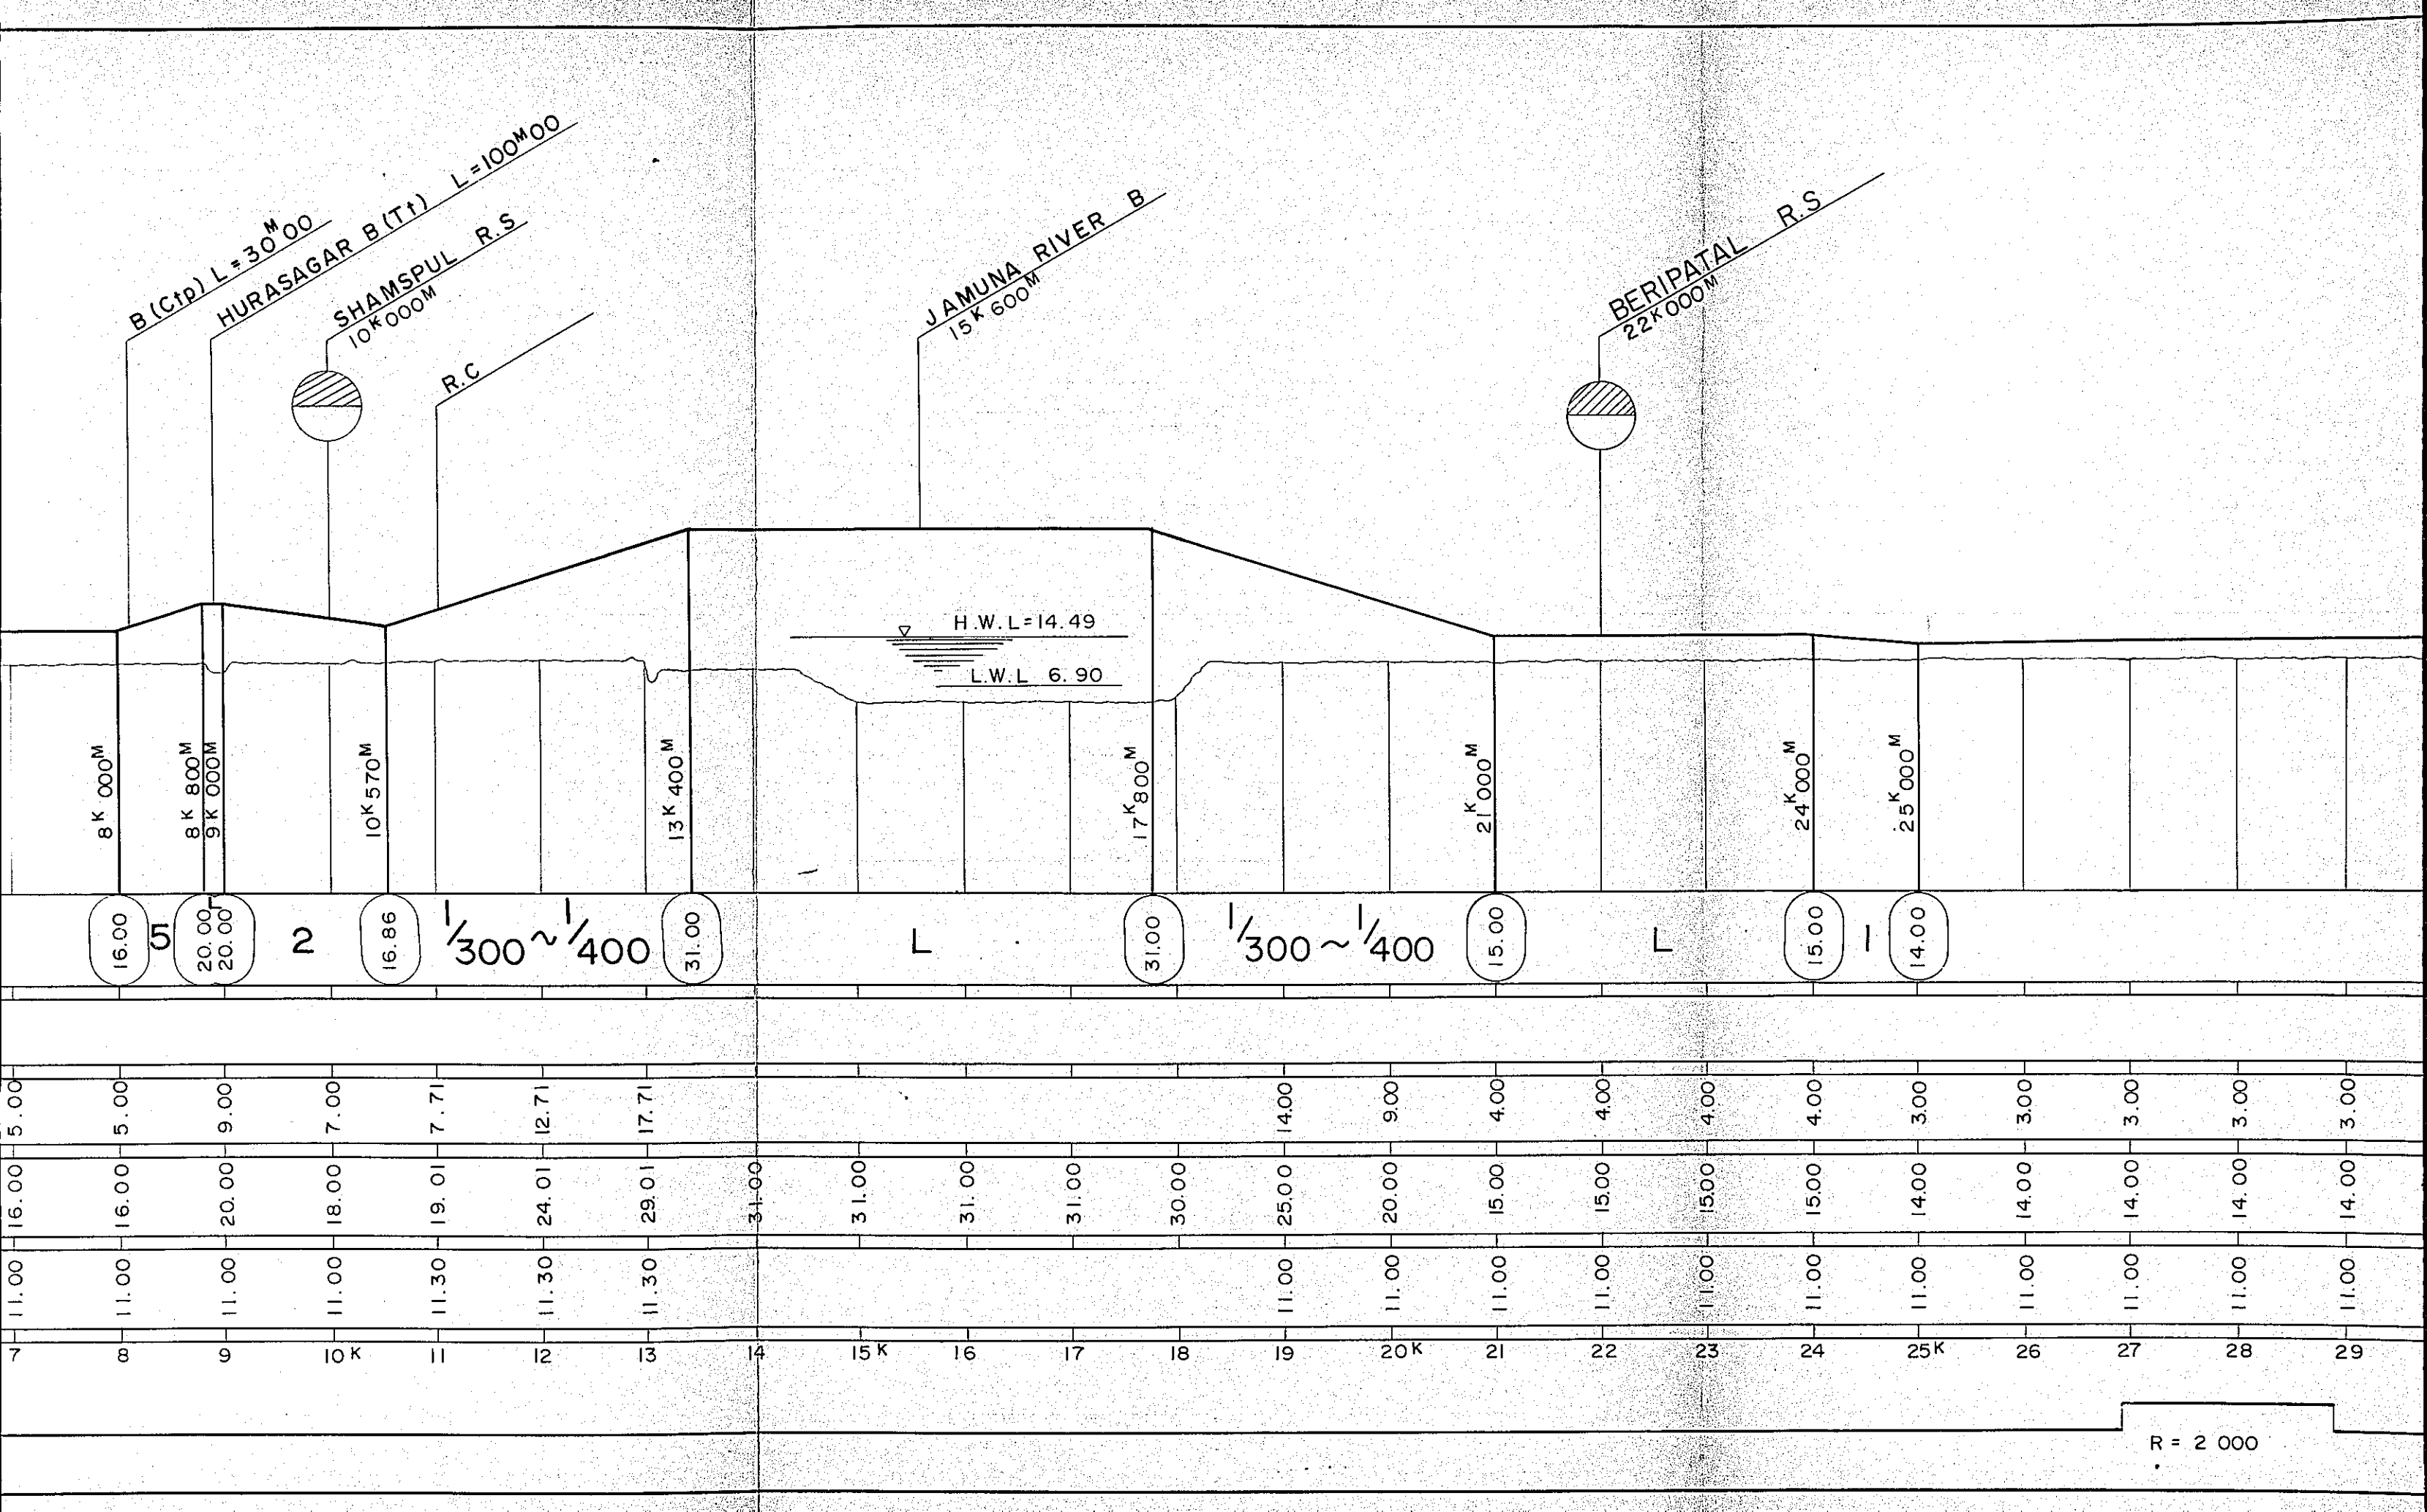 B (Ctp) L = 30M00
HURASAGAR B (Tt) L=100M00
SHAMSPUL R.S
10K000M
R.C
JAMUNA RIVER B
15K600M
BERIPATAL R.S
22K000M
H.W.L=14.49
L.W.L 6.90
8K 000M
8K 800M
9K 000M
10K570M
13K400M
17K800M
21K000M
24K000M
25K000M
16.00 5 20.00 L 20.00 2 16.86 1/300~1/400 31.00 L 31.00 1/300~1/400 15.00 L 15.00 1 14.00
5.00 5.00 9.00 7.00 7.71 12.71 17.71 14.00 9.00 4.00 4.00 4.00 4.00 3.00 3.00 3.00 3.00 3.00
16.00 16.00 20.00 18.00 19.01 24.01 29.01 31.00 31.00 31.00 31.00 30.00 25.00 20.00 15.00 15.00 15.00 15.00 14.00 14.00 14.00 14.00 14.00
11.00 11.00 11.00 11.00 11.30 11.30 11.30 11.00 11.00 11.00 11.00 11.00 11.00 11.00 11.00 11.00 11.00 11.00
7 8 9 10K 11 12 13 14 15K 16 17 18 19 20K 21 22 23 24 25K 26 27 28 29
R = 2 000